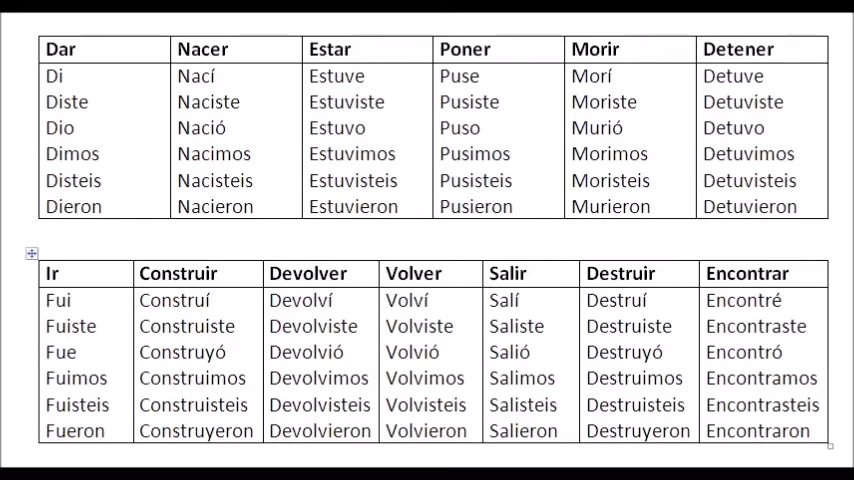 Dar Nacer Estar Poner Morir Detener
Di Nací Estuve Puse Morí Detuve
Diste Naciste Estuviste Pusiste Moriste Detuviste
Dio Nació Estuvo Puso Murió Detuvo
Dimos Nacimos Estuvimos Pusimos Morimos Detuvimos
Disteis Nacisteis Estuvisteis Pusisteis Moristeis Detuvisteis
Dieron Nacieron Estuvieron Pusieron Murieron Detuvieron
Ir Construir Devolver Volver Salir Destruir Encontrar
Fui Construí Devolví Volví Salí Destruí Encontré
Fuiste Construiste Devolviste Volviste Saliste Destruiste Encontraste
Fue Construyó Devolvió Volvió Salió Destruyó Encontró
Fuimos Construimos Devolvimos Volvimos Salimos Destruimos Encontramos
Fuisteis Construisteis Devolvisteis Volvisteis Salisteis Destruisteis Encontrasteis
Fueron Construyeron Devolvieron Volvieron Salieron Destruyeron Encontraron